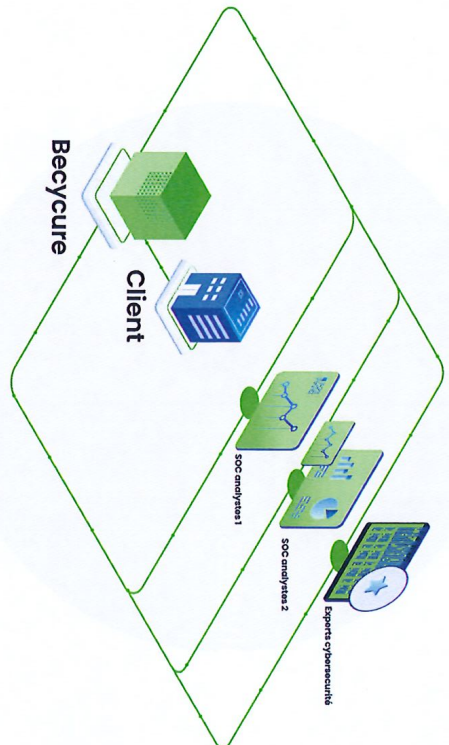 Becycure
Client
SOC analystes 1
SOC analystes 2
Experts cybersecurité